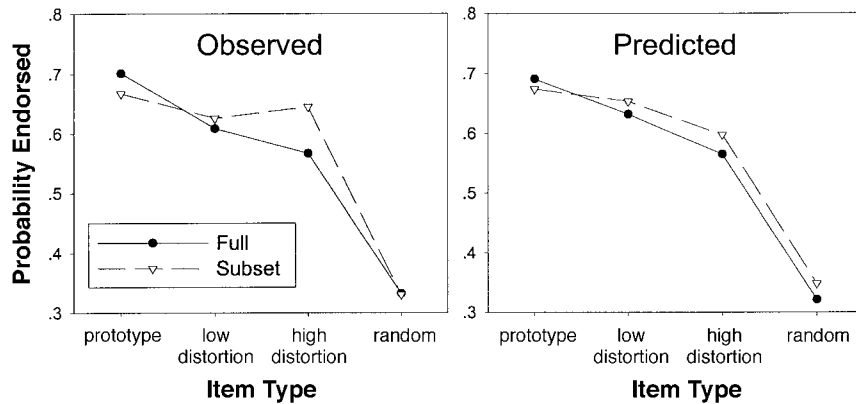 Observed
Probability Endorsed
.8
.7
.6
.5
.4
.3
Full
Subset
prototype
low
distortion
high
distortion
random
Item Type
Predicted
.8
.7
.6
.5
.4
.3
prototype
low
distortion
high
distortion
random
Item Type